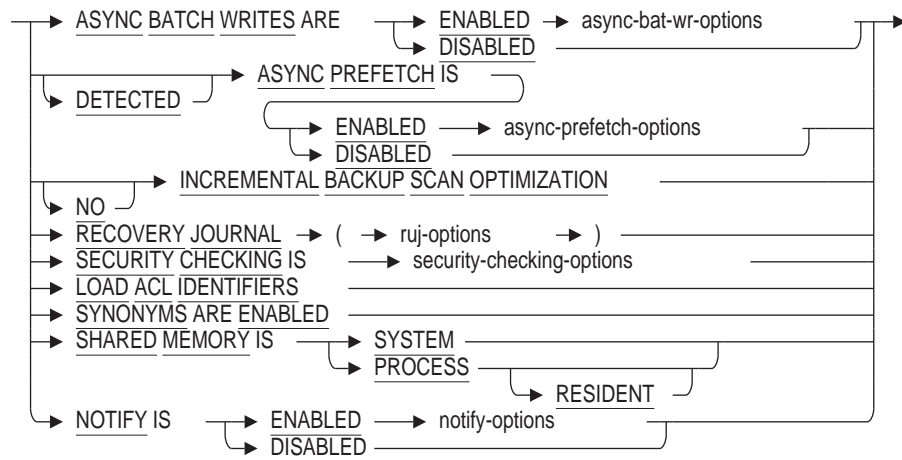 ASYNC BATCH WRITES ARE ENABLED async-bat-wr-options
DISABLED
ASYNC PREFETCH IS
DETECTED
ENABLED async-prefetch-options
DISABLED
INCREMENTAL BACKUP SCAN OPTIMIZATION
NO
RECOVERY JOURNAL ( ruj-options )
SECURITY CHECKING IS security-checking-options
LOAD ACL IDENTIFIERS
SYNONYMS ARE ENABLED
SHARED MEMORY IS SYSTEM
PROCESS
RESIDENT
NOTIFY IS ENABLED notify-options
DISABLED